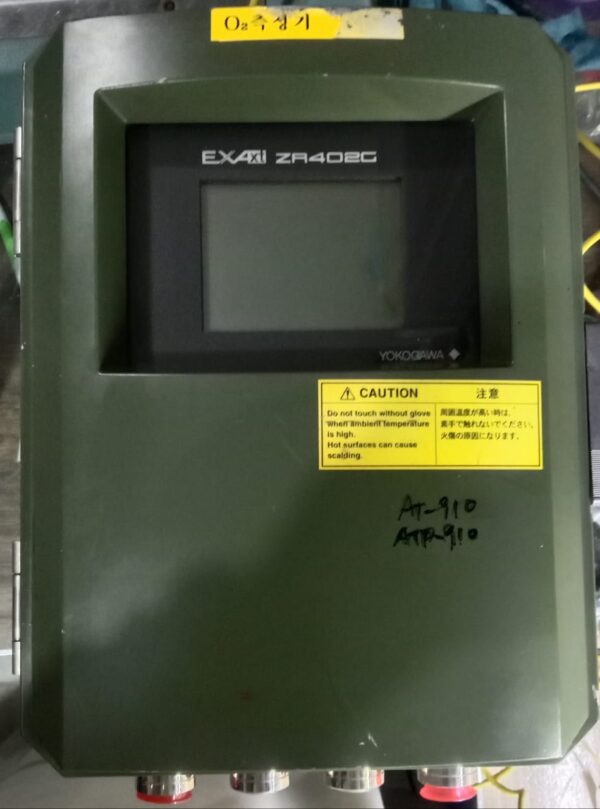 O₂측정기
EXAxt ZR402G
YOKOGAWA
⚠ CAUTION
Do not touch without glove
when ambient temperature
is high.
Hot surfaces can cause
scalding.
注意
周囲温度が高い時は、
素手で触れないでください。
火傷の原因になります。
AT-910
ATP-910